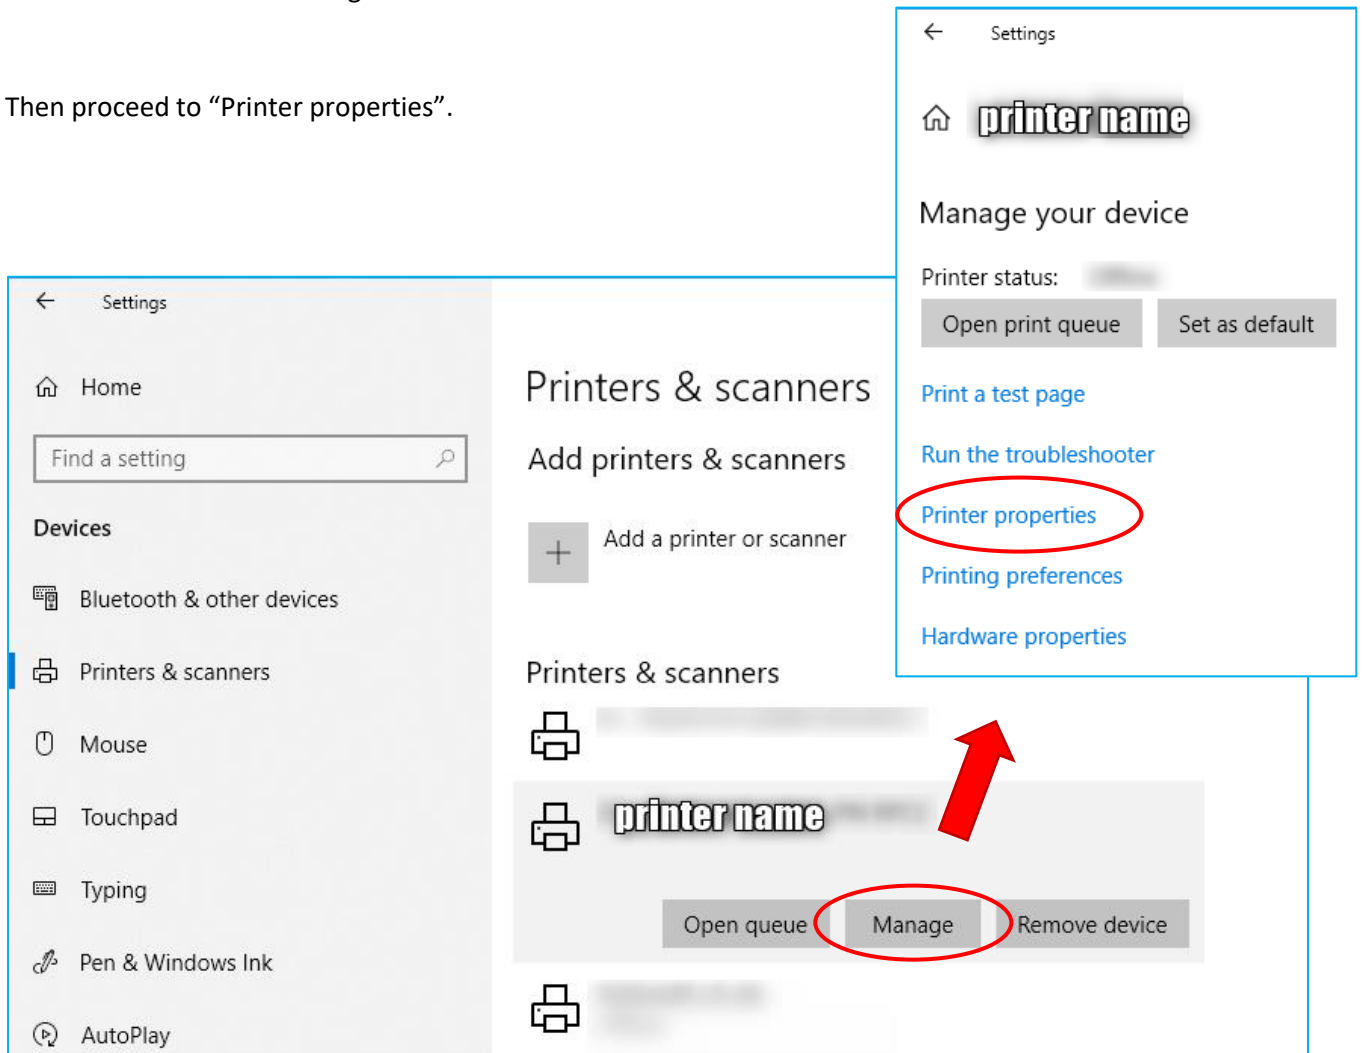 Then proceed to “Printer properties”.
Settings
printer name
Manage your device
Printer status:
Open print queue
Set as default
Print a test page
Run the troubleshooter
Printer properties
Printing preferences
Hardware properties
Settings
Home
Find a setting
Devices
Bluetooth & other devices
Printers & scanners
Mouse
Touchpad
Typing
Pen & Windows Ink
AutoPlay
Printers & scanners
Add printers & scanners
Add a printer or scanner
Printers & scanners
printer name
Open queue
Manage
Remove device